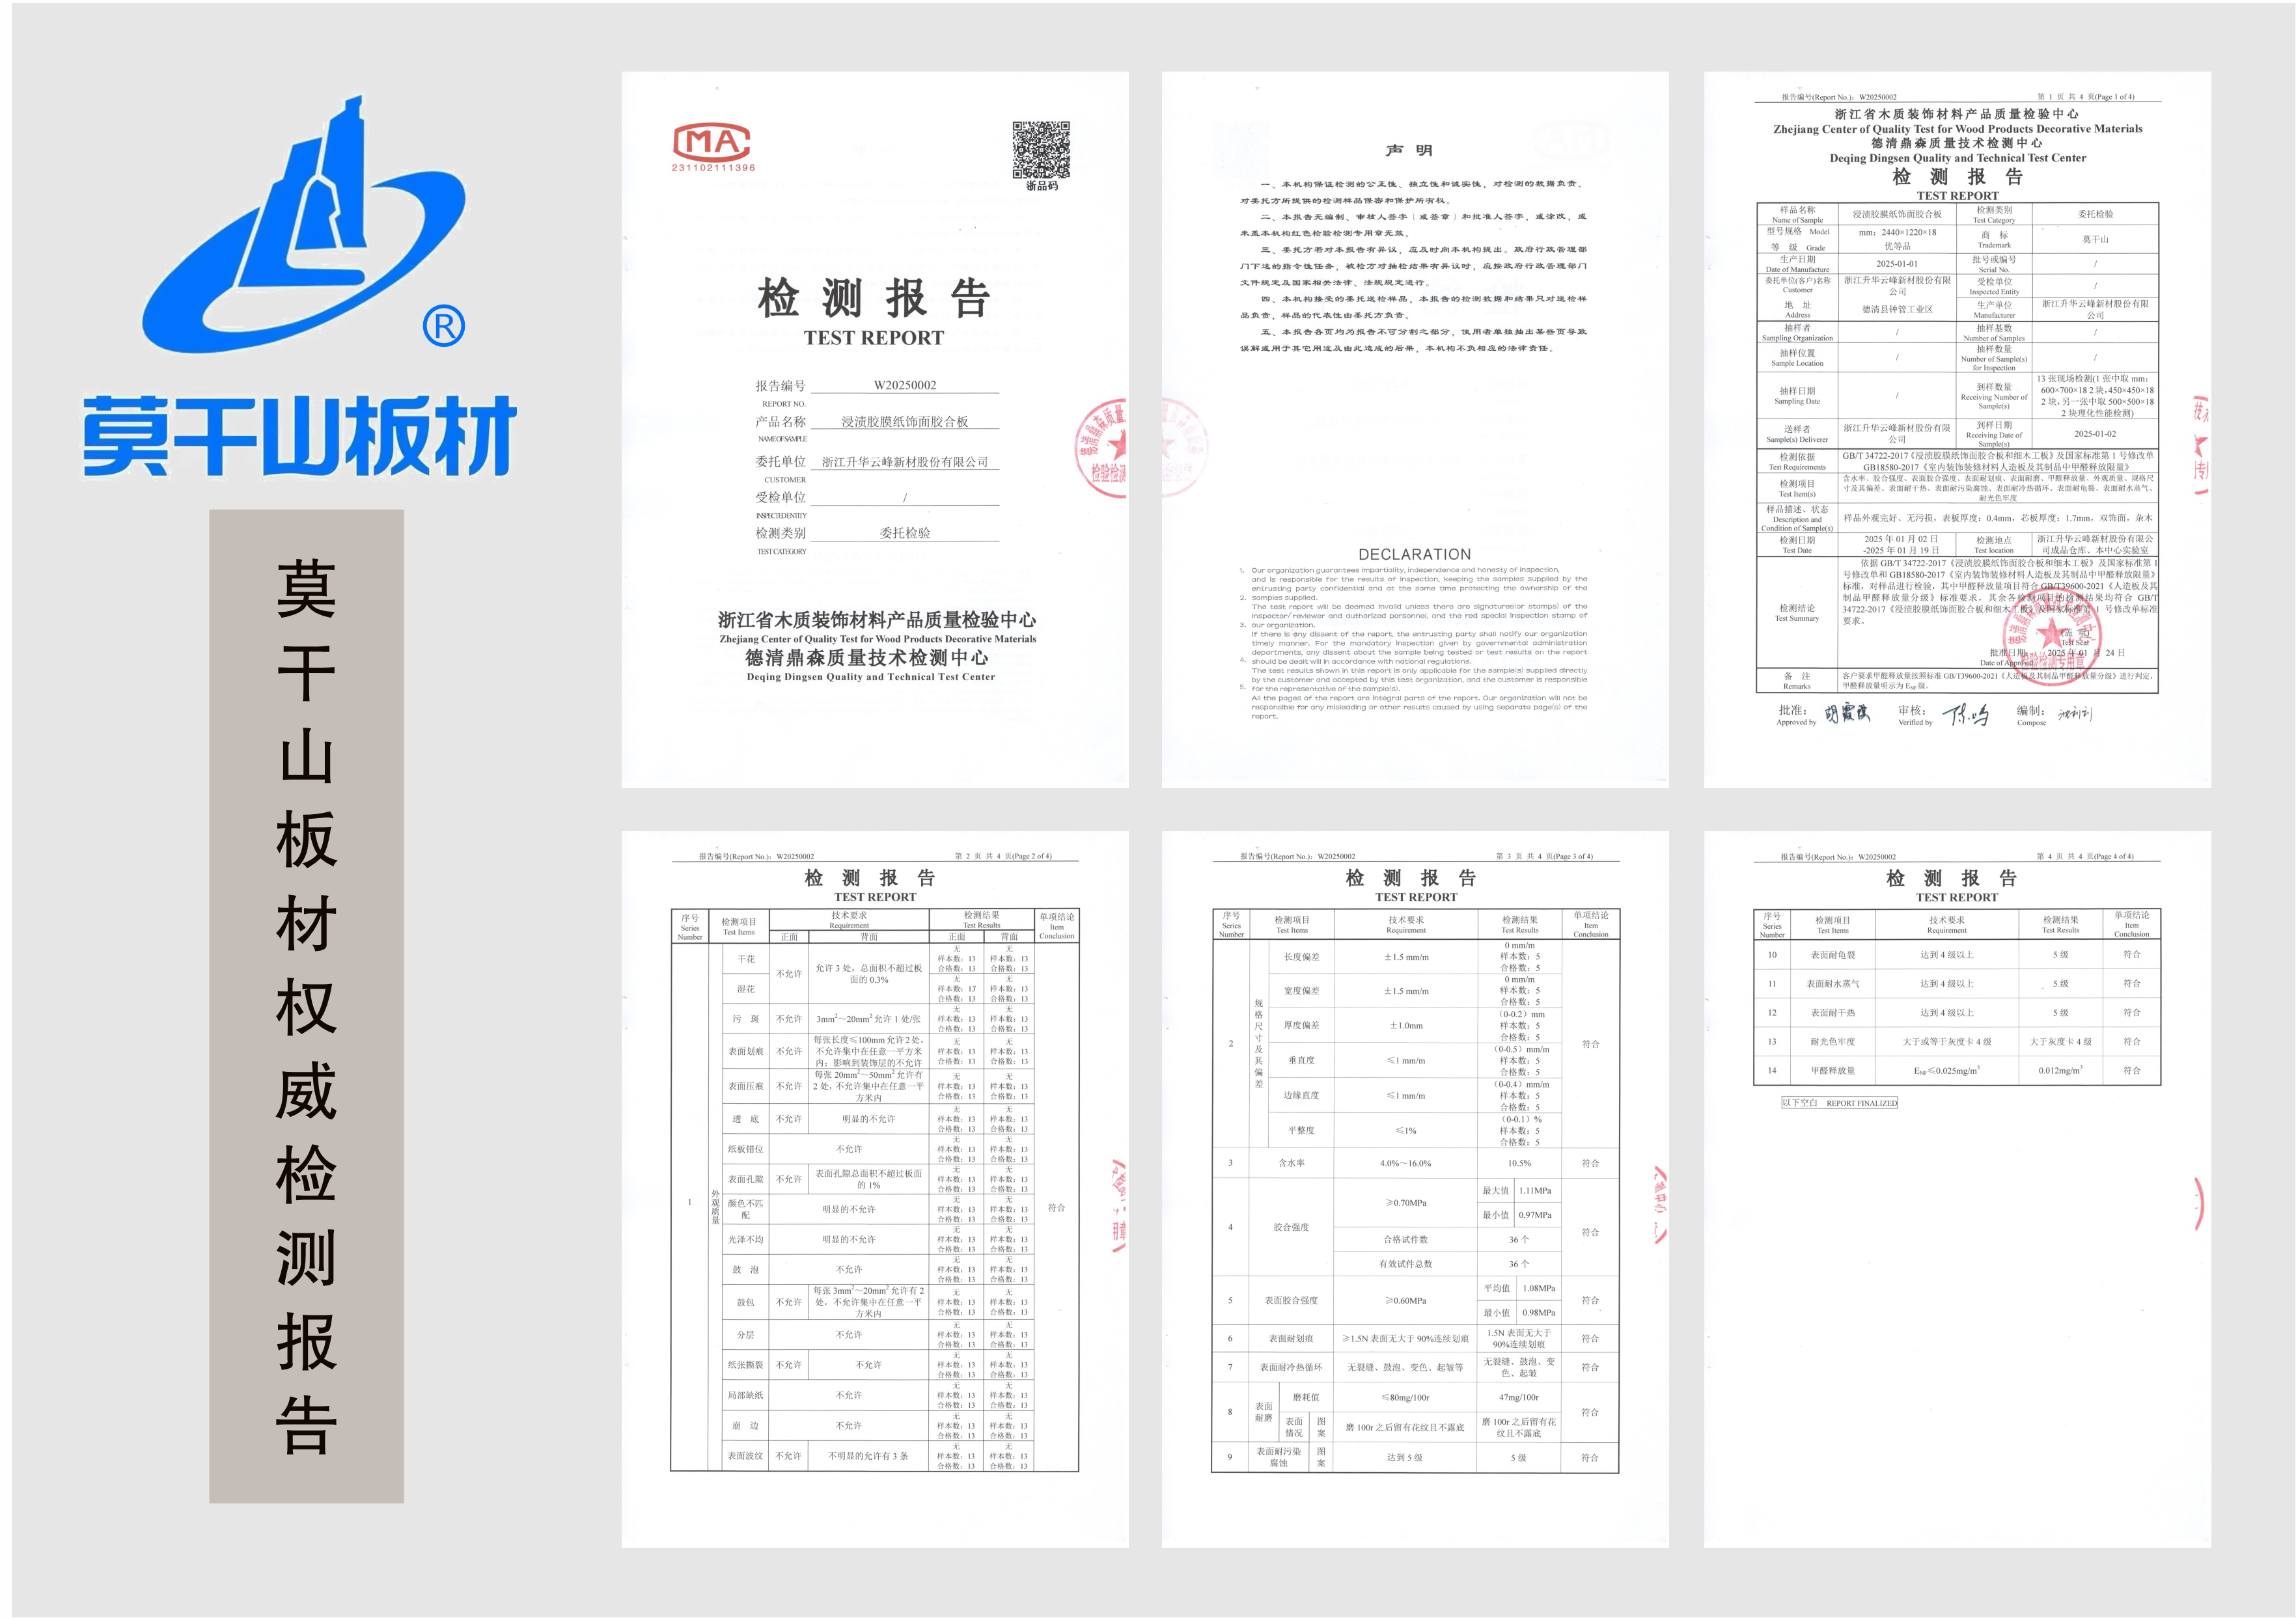 ®
莫干山板材
莫干山板材权威检测报告
MA
231102111396
浙品码
检测报告
TEST REPORT
报告编号 W20250002
REPORT NO.
产品名称 浸渍胶膜纸饰面胶合板
NAMEOFSAMPLE
委托单位 浙江升华云峰新材股份有限公司
CUSTOMER
受检单位 /
INSPECTEDENTITY
检测类别 委托检验
TEST CATEGORY
浙江省木质装饰材料产品质量检验中心
Zhejiang Center of Quality Test for Wood Products Decorative Materials
德清鼎森质量技术检测中心
Deqing Dingsen Quality and Technical Test Center
声 明
一、本机构保证检测的公正性、独立性和诚实性，对检测的数据负责、
对委托方所提供的检测样品保密和保护所有权。
二、本报告无编制、审核人签字（或签章）和批准人签字，或涂改，或
未盖本机构红色检验检测专用章无效。
三、委托方若对本报告有异议，应及时向本机构提出。政府行政管理部
门下达的指令性任务，被检方对抽检结果有异议时，应按政府行政管理部门
文件规定及国家相关法律、法规规定进行。
四、本机构接受的委托送检样品，本报告的检测数据和结果只对送检样
品负责，样品的代表性由委托方负责。
五、本报告各页均为报告不可分割之部分，使用者单独抽出某些页导致
误解或用于其它用途及由此造成的后果，本机构不负相应的法律责任。
DECLARATION
1. Our organization guarantees impartiality, independence and honesty of inspection,
and is responsible for the results of inspection, keeping the samples supplied by the
entrusting party confidential and at the same time protecting the ownership of the
2. samples supplied.
The test report will be deemed invalid unless there are signatures(or stamps) of the
inspector/reviewer and authorized personnel, and the red special inspection stamp of
3. our organization.
If there is any dissent of the report, the entrusting party shall notify our organization
timely manner. For the mandatory inspection given by governmental administration
departments, any dissent about the sample being tested or test results on the report
4. should be dealt will in accordance with national regulations.
The test results shown in this report is only applicable for the sample(s) supplied directly
by the customer and accepted by this test organization, and the customer is responsible
5. for the representative of the sample(s).
All the pages of the report are integral parts of the report. Our organization will not be
responsible for any misleading or other results caused by using separate page(s) of the
report.
报告编号(Report No.): W20250002 第 1 页 共 4 页(Page 1 of 4)
浙江省木质装饰材料产品质量检验中心
Zhejiang Center of Quality Test for Wood Products Decorative Materials
德清鼎森质量技术检测中心
Deqing Dingsen Quality and Technical Test Center
检 测 报 告
TEST REPORT
样品名称 Name of Sample 浸渍胶膜纸饰面胶合板 检测类别 Test Category 委托检验
型号规格 Model mm: 2440×1220×18 商 标 Trademark 莫干山
等 级 Grade 优等品
生产日期 Date of Manufacture 2025-01-01 批号或编号 Serial No. /
委托单位(客户)名称 Customer 浙江升华云峰新材股份有限公司 受检单位 Inspected Entity /
地 址 Address 德清县钟管工业区 生产单位 Manufacturer 浙江升华云峰新材股份有限公司
抽样者 Sampling Organization / 抽样基数 Number of Samples /
抽样位置 Sample Location / 抽样数量 Number of Sample(s) for Inspection /
抽样日期 Sampling Date / 到样数量 Receiving Number of Sample(s) 13 张现场检测(1 张中取 mm: 600×700×18 2 块,450×450×18 2 块,另一张中取 500×500×18 2 块理化性能检测)
送样者 Sample(s) Deliverer 浙江升华云峰新材股份有限公司 到样日期 Receiving Date of Sample(s) 2025-01-02
检测依据 Test Requirements GB/T 34722-2017《浸渍胶膜纸饰面胶合板和细木工板》及国家标准第 1 号修改单
GB18580-2017《室内装饰装修材料人造板及其制品中甲醛释放限量》
检测项目 Test Item(s) 含水率、胶合强度、表面胶合强度、表面耐划痕、表面耐磨、甲醛释放量、外观质量、规格尺寸及其偏差、表面耐干热、表面耐污染腐蚀、表面耐冷热循环、表面耐龟裂、表面耐水蒸气、耐光色牢度
样品描述、状态 Description and Condition of Sample(s) 样品外观完好、无污损，表板厚度：0.4mm，芯板厚度：1.7mm，双饰面，杂木
检测日期 Test Date 2025 年 01 月 02 日 -2025 年 01 月 19 日 检测地点 Test location 浙江升华云峰新材股份有限公司成品仓库、本中心实验室
检测结论 Test Summary
依据 GB/T 34722-2017《浸渍胶膜纸饰面胶合板和细木工板》及国家标准第 1
号修改单和 GB18580-2017《室内装饰装修材料人造板及其制品中甲醛释放限量》
标准，对样品进行检验，其中甲醛释放量项目符合 GB/T39600-2021《人造板及其
制品甲醛释放量分级》标准要求，其余各检测项目的检测结果均符合 GB/T
34722-2017《浸渍胶膜纸饰面胶合板和细木工板》及国家标准第 1 号修改单标准
要求。
(盖 章)
Test Seal
批准日期: 2025 年 01 月 24 日
Date of Approval
备 注 Remarks 客户要求甲醛释放量按照标准 GB/T39600-2021《人造板及其制品甲醛释放量分级》进行判定，
甲醛释放量明示为 ENF 级。
批准: Approved by 审核: Verified by 编制: Compose
报告编号(Report No.): W20250002 第 2 页 共 4 页(Page 2 of 4)
检 测 报 告
TEST REPORT
序号 Series Number 检测项目 Test Items 技术要求 Requirement 检测结果 Test Results 单项结论 Item Conclusion
正面 背面 正面 背面
1 外观质量 符合
干花 不允许 允许 3 处，总面积不超过板面的 0.3% 无 样本数：13 合格数：13 无 样本数：13 合格数：13
湿花 无 样本数：13 合格数：13 无 样本数：13 合格数：13
污 斑 不允许 3mm²～20mm² 允许 1 处/张 无 样本数：13 合格数：13 无 样本数：13 合格数：13
表面划痕 不允许 每张长度≤100mm 允许 2 处，不允许集中在任意一平方米内；影响到装饰层的不允许 无 样本数：13 合格数：13 无 样本数：13 合格数：13
表面压痕 不允许 每张 20mm²～50mm² 允许有 2 处，不允许集中在任意一平方米内 无 样本数：13 合格数：13 无 样本数：13 合格数：13
透 底 不允许 明显的不允许 无 样本数：13 合格数：13 无 样本数：13 合格数：13
纸板错位 不允许 无 样本数：13 合格数：13 无 样本数：13 合格数：13
表面孔隙 不允许 表面孔隙总面积不超过板面的 1% 无 样本数：13 合格数：13 无 样本数：13 合格数：13
颜色不匹配 明显的不允许 无 样本数：13 合格数：13 无 样本数：13 合格数：13
光泽不均 明显的不允许 无 样本数：13 合格数：13 无 样本数：13 合格数：13
鼓 泡 不允许 无 样本数：13 合格数：13 无 样本数：13 合格数：13
鼓包 不允许 每张 3mm²～20mm² 允许有 2 处，不允许集中在任意一平方米内 无 样本数：13 合格数：13 无 样本数：13 合格数：13
分层 不允许 无 样本数：13 合格数：13 无 样本数：13 合格数：13
纸张撕裂 不允许 不允许 无 样本数：13 合格数：13 无 样本数：13 合格数：13
局部缺纸 不允许 无 样本数：13 合格数：13 无 样本数：13 合格数：13
崩 边 不允许 无 样本数：13 合格数：13 无 样本数：13 合格数：13
表面波纹 不允许 不明显的允许有 3 条 无 样本数：13 合格数：13 无 样本数：13 合格数：13
报告编号(Report No.): W20250002 第 3 页 共 4 页(Page 3 of 4)
检 测 报 告
TEST REPORT
序号 Series Number 检测项目 Test Items 技术要求 Requirement 检测结果 Test Results 单项结论 Item Conclusion
2 规格尺寸及其偏差 符合
长度偏差 ±1.5 mm/m 0 mm/m 样本数：5 合格数：5
宽度偏差 ±1.5 mm/m 0 mm/m 样本数：5 合格数：5
厚度偏差 ±1.0mm (0-0.2) mm 样本数：5 合格数：5
垂直度 ≤1 mm/m (0-0.5) mm/m 样本数：5 合格数：5
边缘直度 ≤1 mm/m (0-0.4) mm/m 样本数：5 合格数：5
平整度 ≤1% (0-0.1) % 样本数：5 合格数：5
3 含水率 4.0%～16.0% 10.5% 符合
4 胶合强度 ≥0.70MPa 最大值 1.11MPa 最小值 0.97MPa 符合
合格试件数 36 个
有效试件总数 36 个
5 表面胶合强度 ≥0.60MPa 平均值 1.08MPa 最小值 0.98MPa 符合
6 表面耐划痕 ≥1.5N 表面无大于 90%连续划痕 1.5N 表面无大于 90%连续划痕 符合
7 表面耐冷热循环 无裂缝、鼓泡、变色、起皱等 无裂缝、鼓泡、变色、起皱 符合
8 表面耐磨 磨耗值 ≤80mg/100r 47mg/100r 符合
表面情况 图案 磨 100r 之后留有花纹且不露底 磨 100r 之后留有花纹且不露底
9 表面耐污染腐蚀 图案 达到 5 级 5 级 符合
报告编号(Report No.): W20250002 第 4 页 共 4 页(Page 4 of 4)
检 测 报 告
TEST REPORT
序号 Series Number 检测项目 Test Items 技术要求 Requirement 检测结果 Test Results 单项结论 Item Conclusion
10 表面耐龟裂 达到 4 级以上 5 级 符合
11 表面耐水蒸气 达到 4 级以上 5 级 符合
12 表面耐干热 达到 4 级以上 5 级 符合
13 耐光色牢度 大于或等于灰度卡 4 级 大于灰度卡 4 级 符合
14 甲醛释放量 ENF≤0.025mg/m³ 0.012mg/m³ 符合
以下空白 REPORT FINALIZED